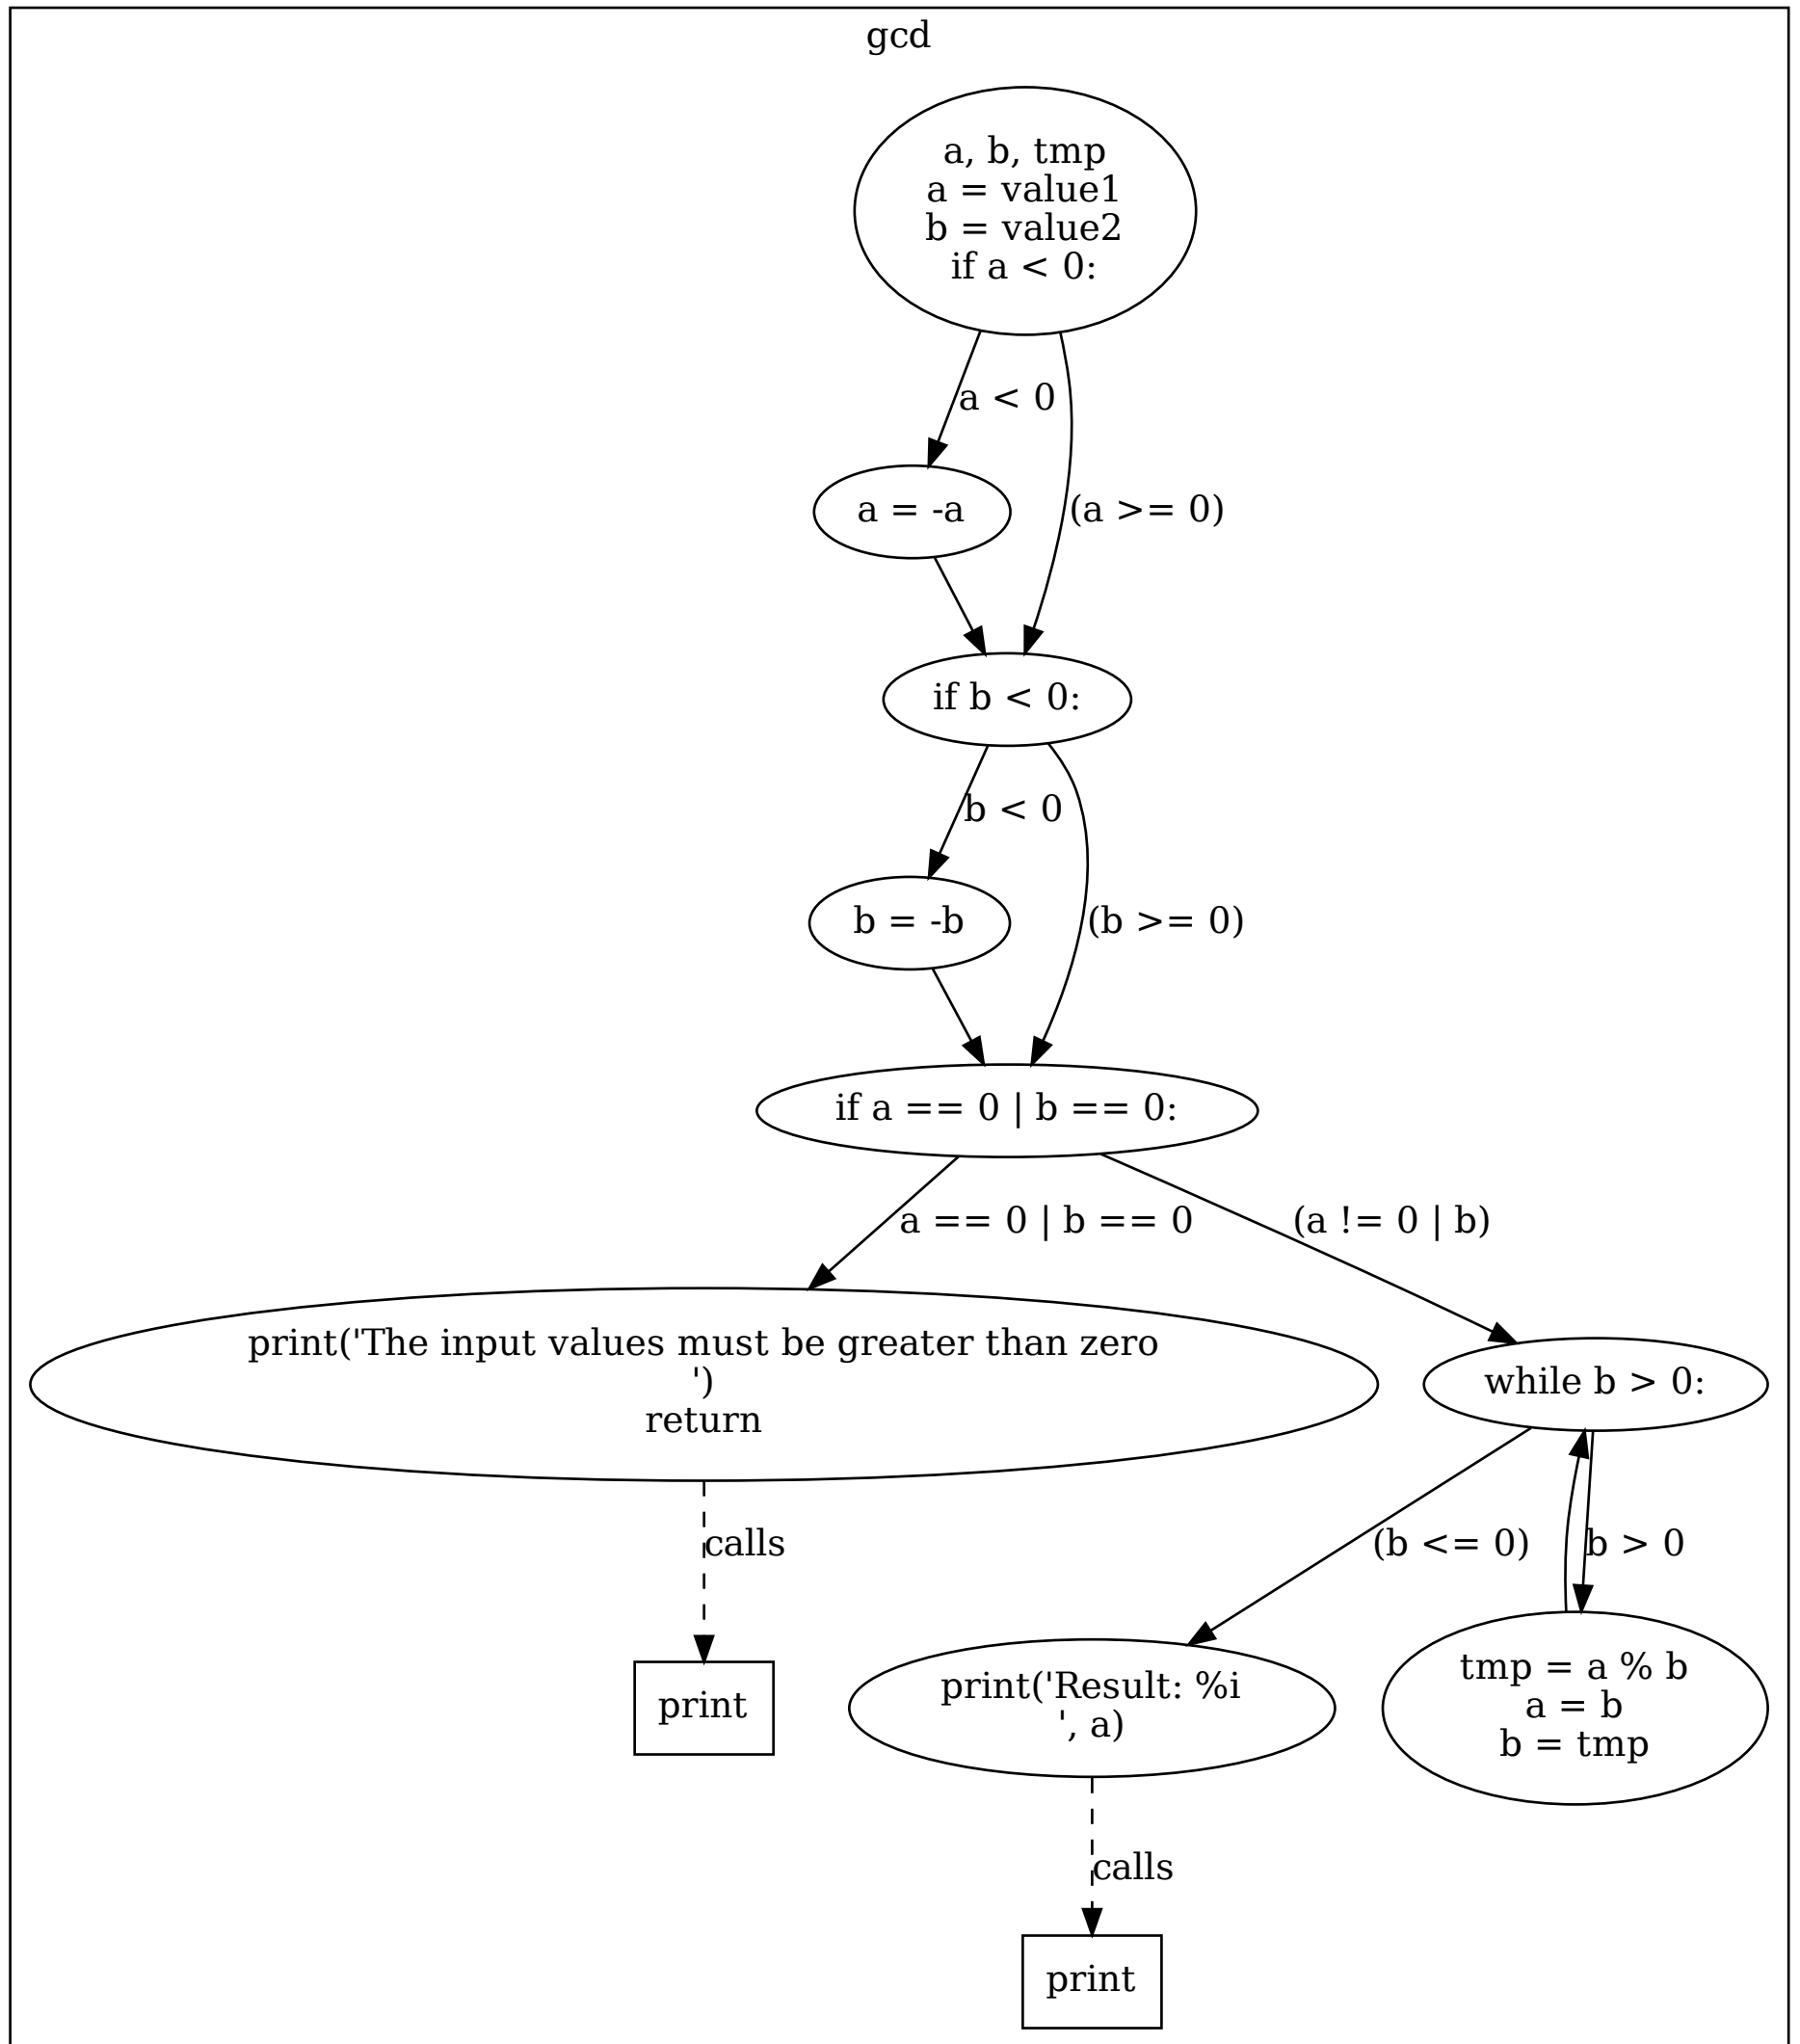 gcd
a, b, tmp
a = value1
b = value2
if a < 0:
a < 0
a = -a
(a >= 0)
if b < 0:
b < 0
b = -b
(b >= 0)
if a == 0 | b == 0:
a == 0 | b == 0
(a != 0 | b)
print('The input values must be greater than zero
')
return
while b > 0:
calls
(b <= 0)
b > 0
print
print('Result: %i
', a)
tmp = a % b
a = b
b = tmp
calls
print